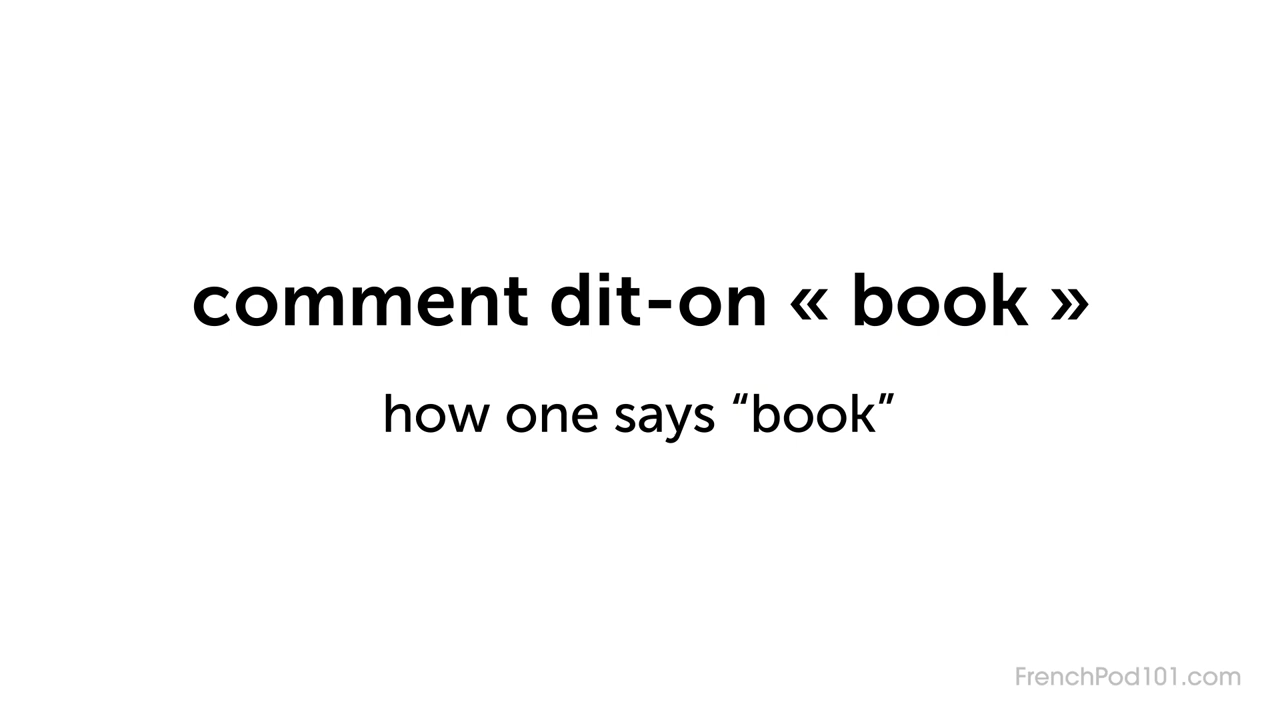 comment dit-on « book »
how one says “book”
FrenchPod101.com